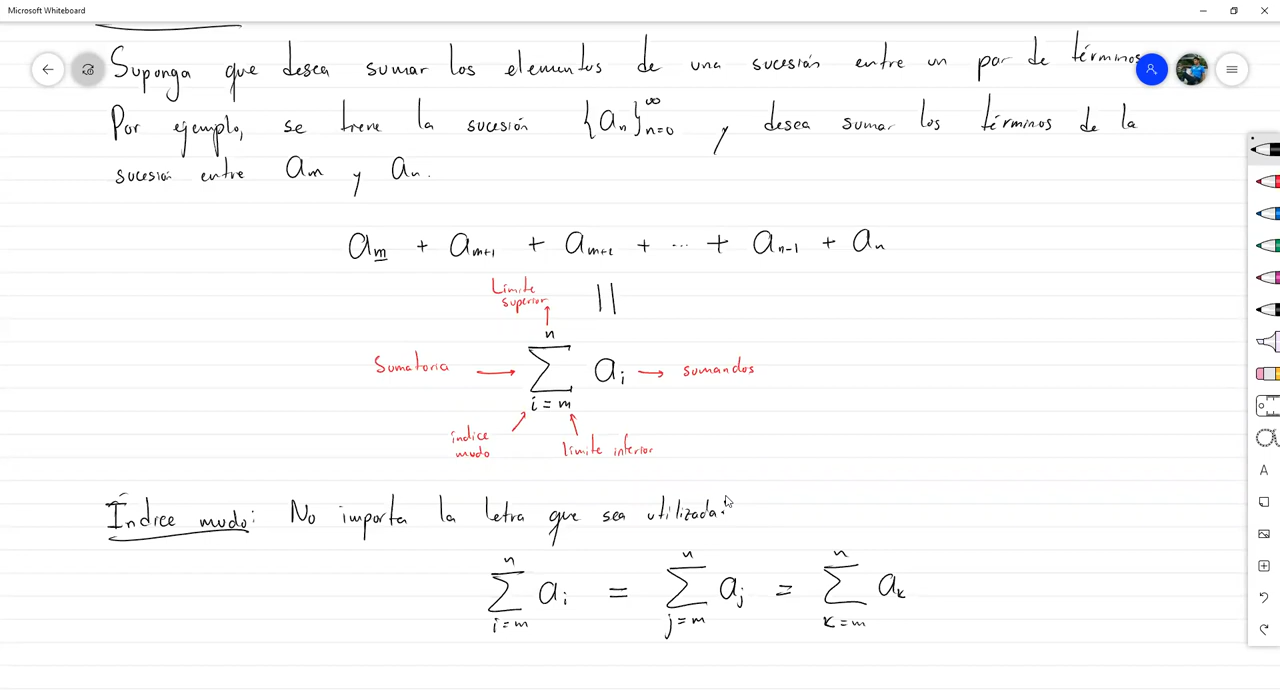 Microsoft Whiteboard
Suponga que desea sumar los elementos de una sucesión entre un par de términos
Por ejemplo, se tiene la sucesión {aₙ}ₙ₌₀^∞ y desea sumar los términos de la
sucesión entre aₘ y aₙ.
aₘ + aₘ₊₁ + aₘ₊₂ + ... + aₙ₋₁ + aₙ
Límite
superior
||
n
Sumatoria → ∑ aᵢ → sumandos
i = m
índice
mudo
límite inferior
Índice mudo: No importa la letra que sea utilizada:
n n n
∑ aᵢ = ∑ aⱼ = ∑ aₖ
i=m j=m k=m